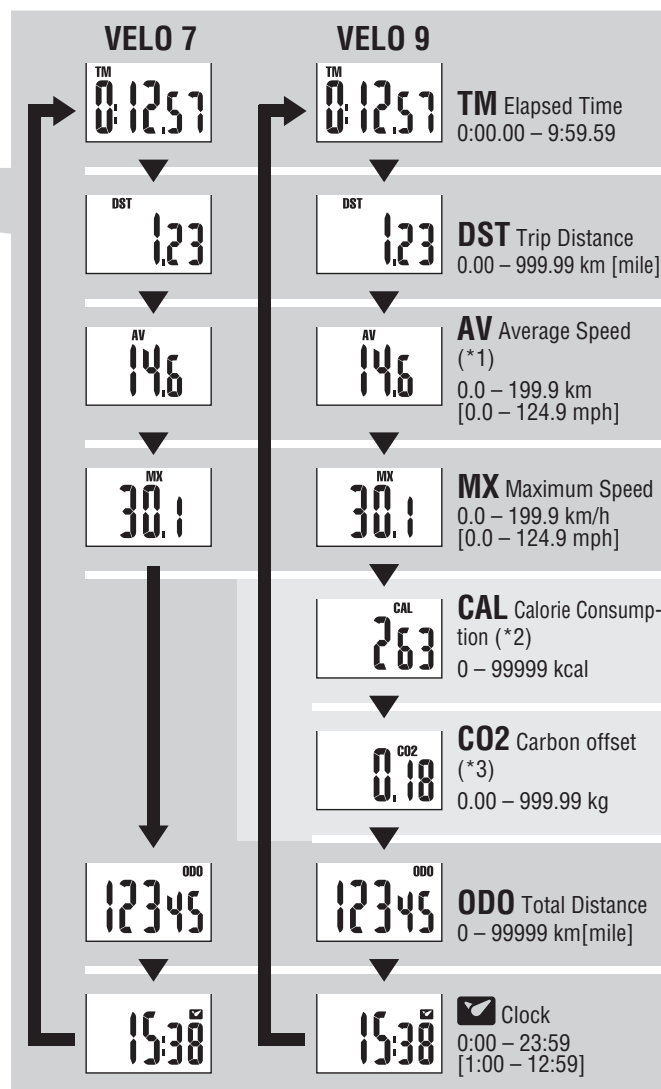 VELO 7
VELO 9
TM
0:12.57
TM
0:12.57
TM Elapsed Time
0:00.00 – 9:59.59
DST
1.23
DST
1.23
DST Trip Distance
0.00 – 999.99 km [mile]
AV
14.6
AV
14.6
AV Average Speed
(*1)
0.0 – 199.9 km
[0.0 – 124.9 mph]
MX
30.1
MX
30.1
MX Maximum Speed
0.0 – 199.9 km/h
[0.0 – 124.9 mph]
CAL
263
CAL Calorie Consump-
tion (*2)
0 – 99999 kcal
CO2
0.18
CO2 Carbon offset
(*3)
0.00 – 999.99 kg
ODO
12345
ODO
12345
ODO Total Distance
0 – 99999 km[mile]
15:38
15:38
Clock
0:00 – 23:59
[1:00 – 12:59]